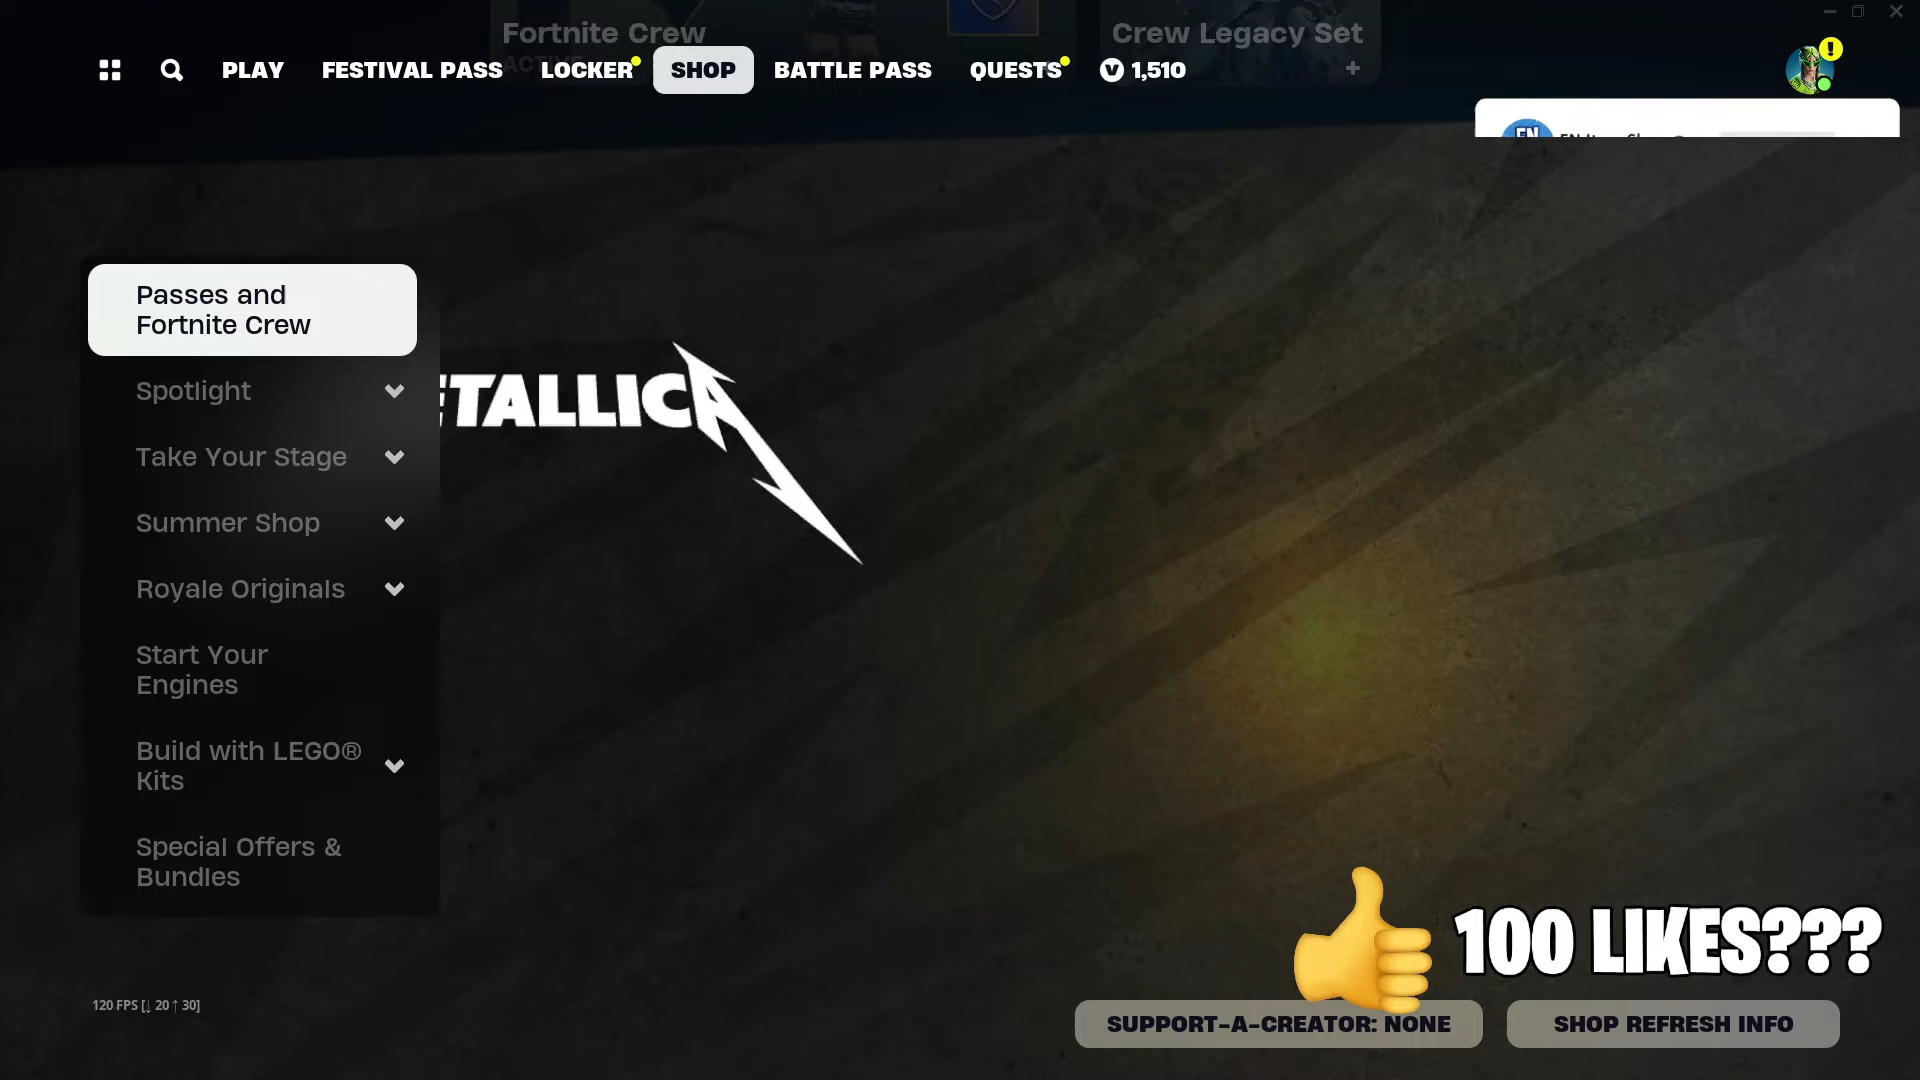 Fortnite Crew
Crew Legacy Set
PLAY
FESTIVAL PASS
LOCKER
SHOP
BATTLE PASS
QUESTS
V 1,510
!
Passes and
Fortnite Crew
Spotlight
Take Your Stage
Summer Shop
Royale Originals
Start Your
Engines
Build with LEGO®
Kits
Special Offers &
Bundles
ETALLICA
100 LIKES???
120 FPS [↓ 20 ↑ 30]
SUPPORT-A-CREATOR: NONE
SHOP REFRESH INFO